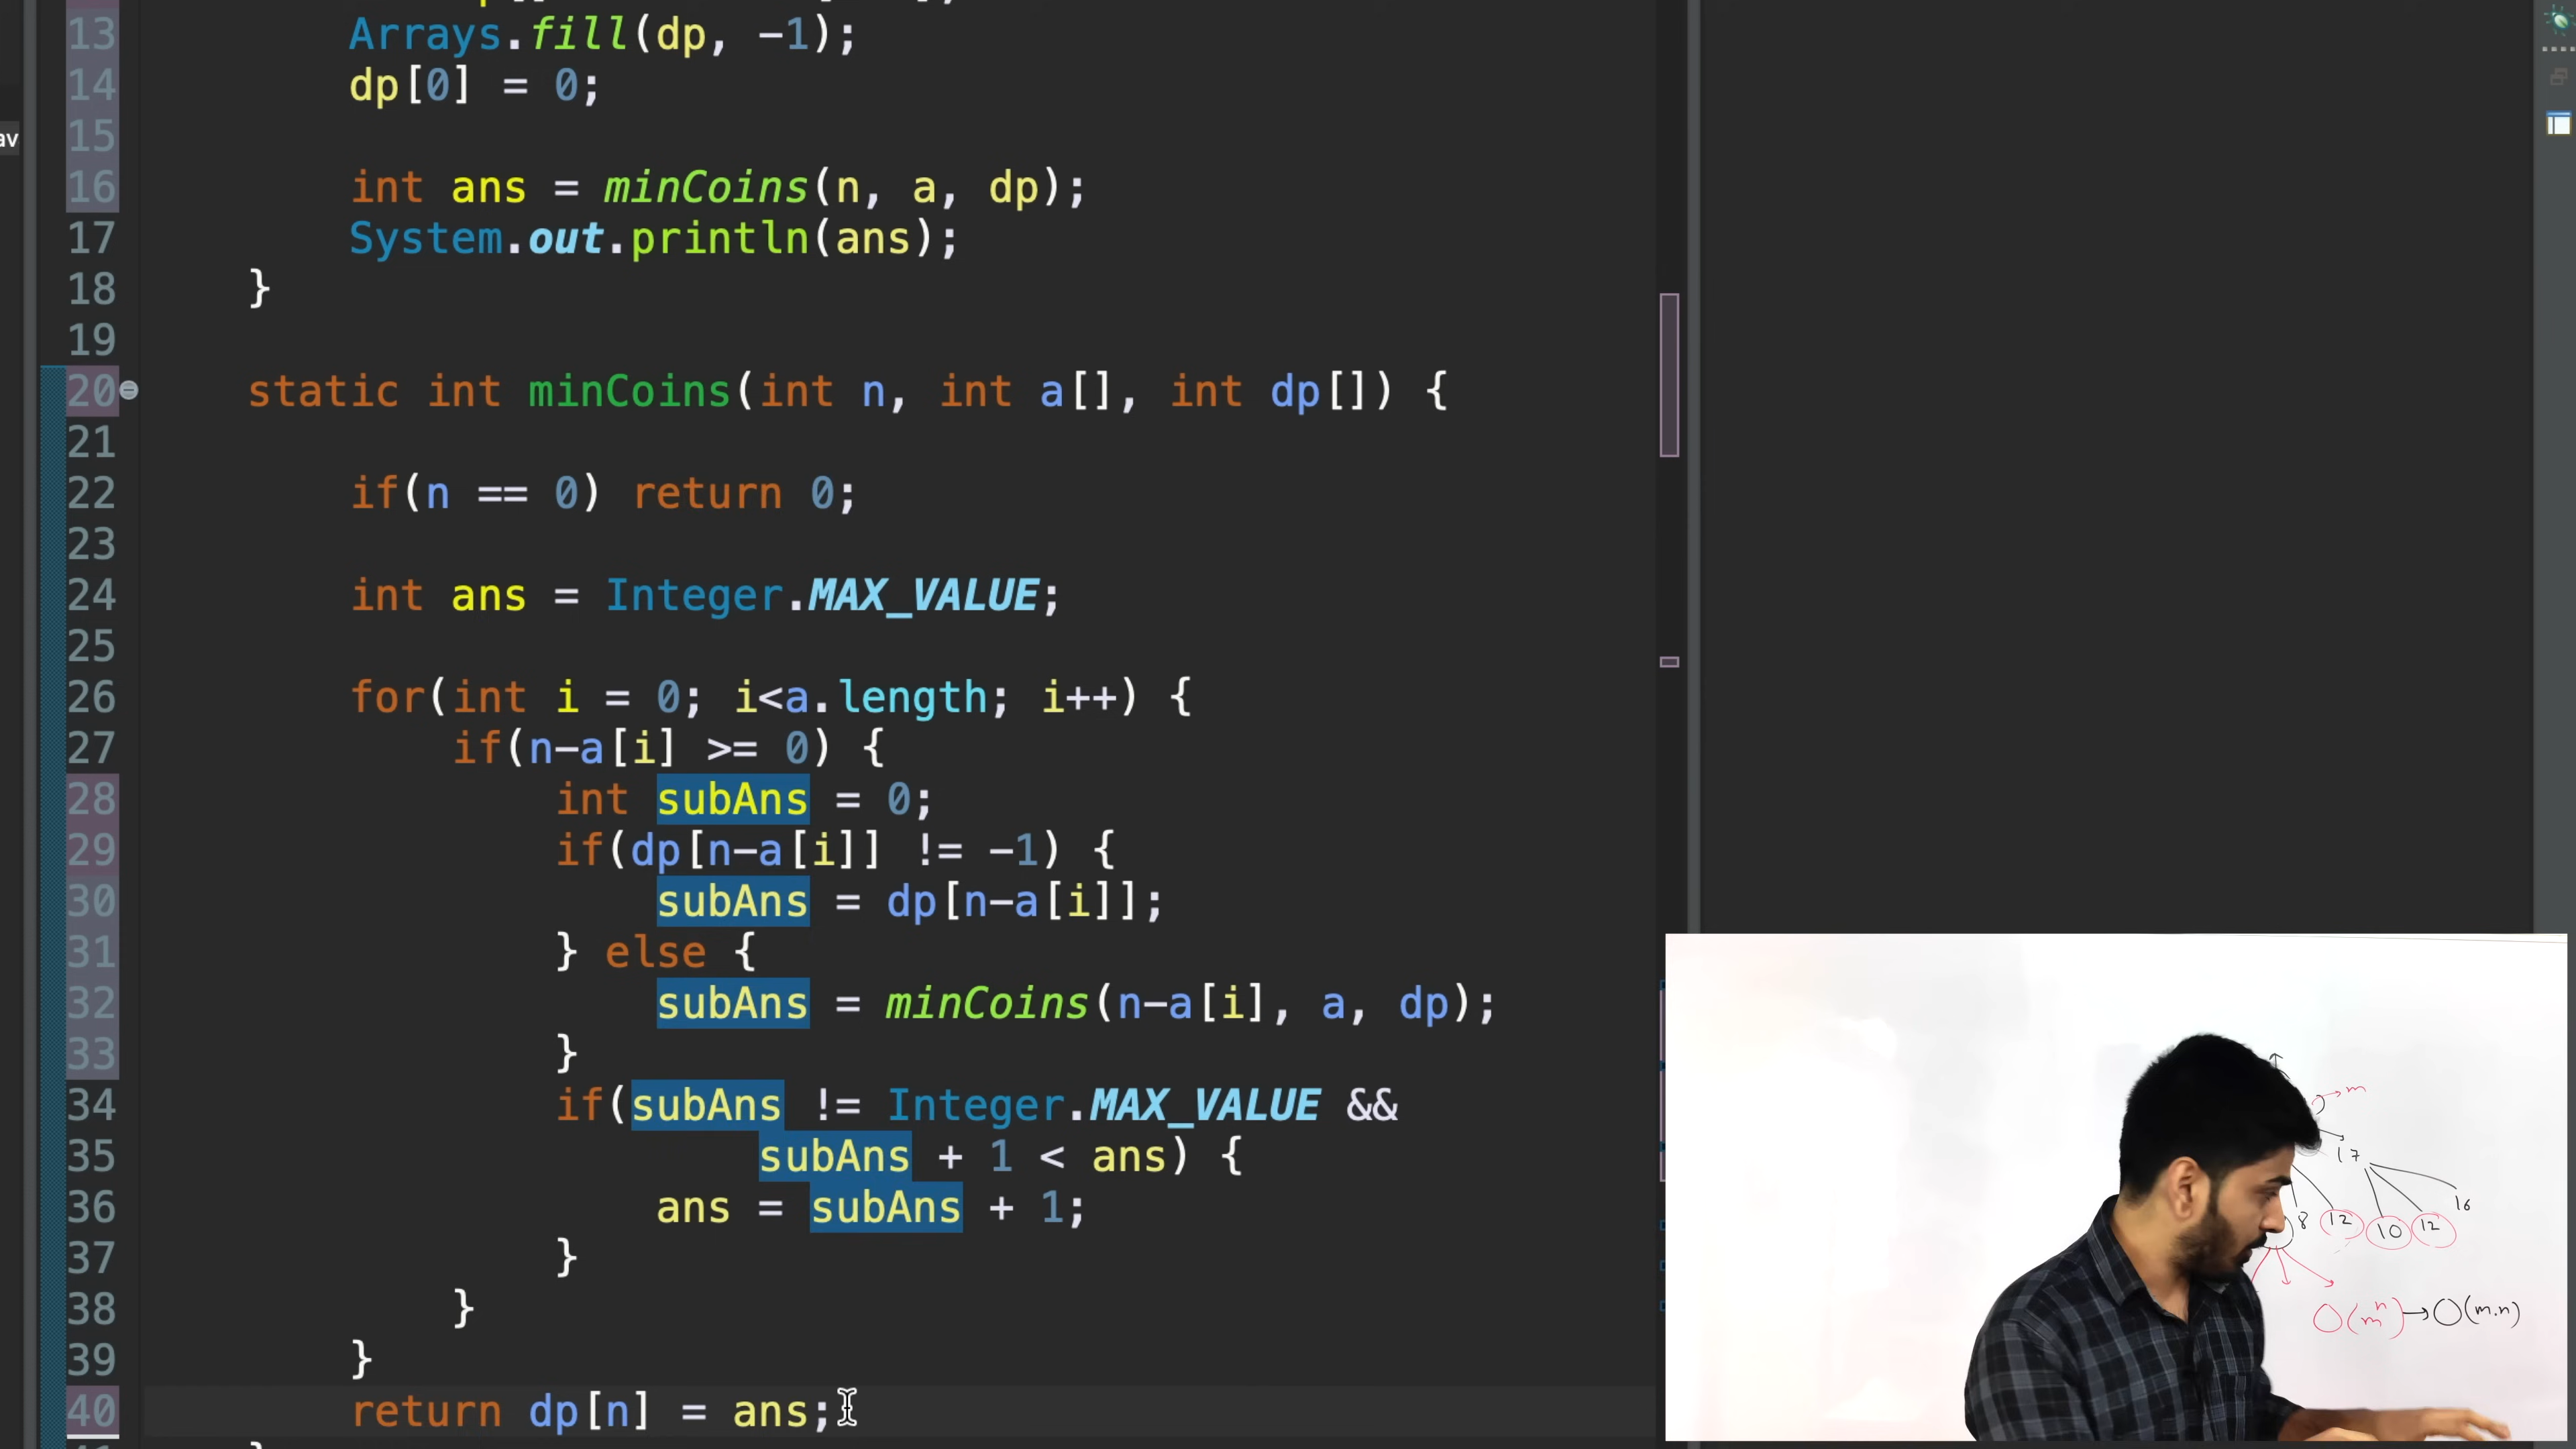 av
13 Arrays.fill(dp, -1);
14 dp[0] = 0;
15
16 int ans = minCoins(n, a, dp);
17 System.out.println(ans);
18 }
19
20 static int minCoins(int n, int a[], int dp[]) {
21
22 if(n == 0) return 0;
23
24 int ans = Integer.MAX_VALUE;
25
26 for(int i = 0; i<a.length; i++) {
27 if(n-a[i] >= 0) {
28 int subAns = 0;
29 if(dp[n-a[i]] != -1) {
30 subAns = dp[n-a[i]];
31 } else {
32 subAns = minCoins(n-a[i], a, dp);
33 }
34 if(subAns != Integer.MAX_VALUE &&
35 subAns + 1 < ans) {
36 ans = subAns + 1;
37 }
38 }
39 }
40 return dp[n] = ans;
m
17
16
8 12 10 12
O(m^n) → O(m.n)